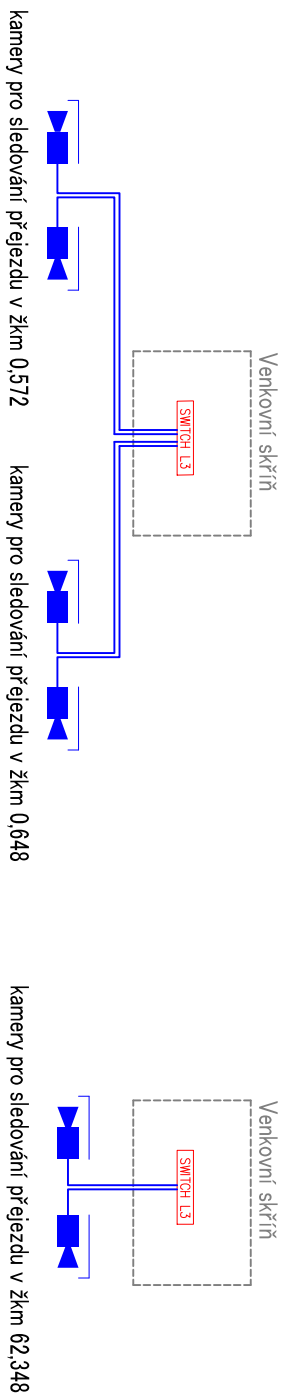 Venkovní skříň
SWITCH L3
kamery pro sledování přejezdu v žkm 0,572
kamery pro sledování přejezdu v žkm 0,648
Venkovní skříň
SWITCH L3
kamery pro sledování přejezdu v žkm 62,348